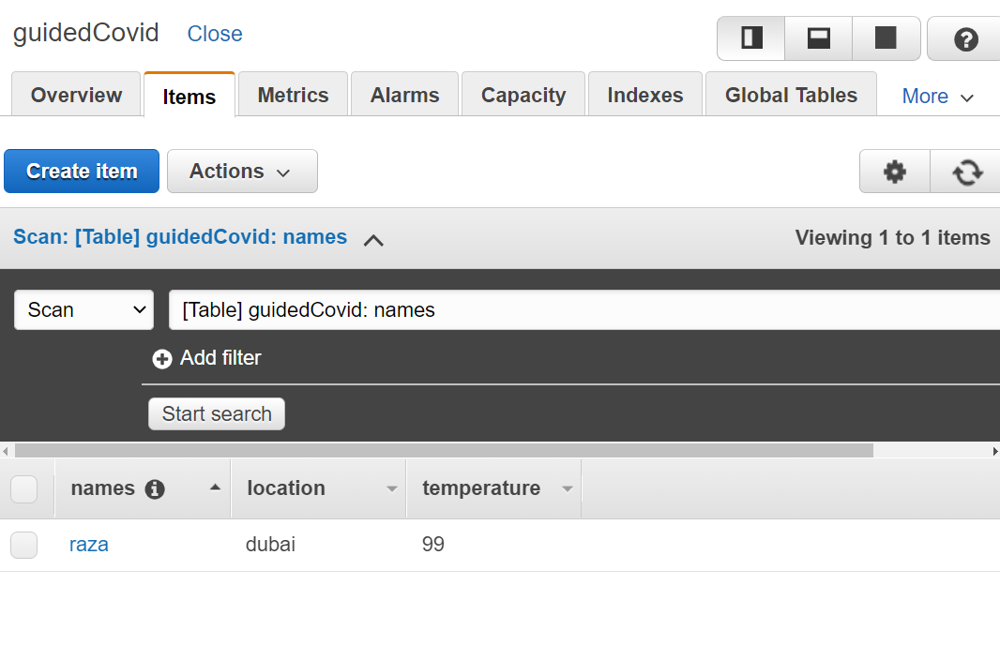 guidedCovid Close
Overview Items Metrics Alarms Capacity Indexes Global Tables More
Create item Actions
Scan: [Table] guidedCovid: names Viewing 1 to 1 items
Scan [Table] guidedCovid: names
Add filter
Start search
names location temperature
raza dubai 99